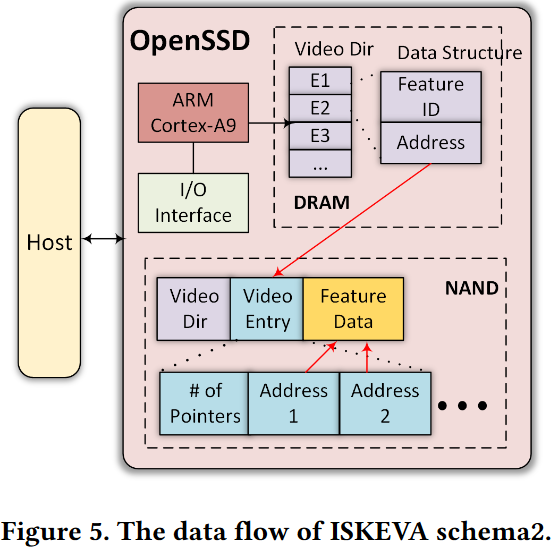 OpenSSD
Video Dir
Data Structure
ARM
Cortex-A9
E1
E2
E3
...
Feature
ID
Address
I/O
Interface
DRAM
Host
NAND
Video
Dir
Video
Entry
Feature
Data
# of
Pointers
Address
1
Address
2
Figure 5. The data flow of ISKEVA schema2.